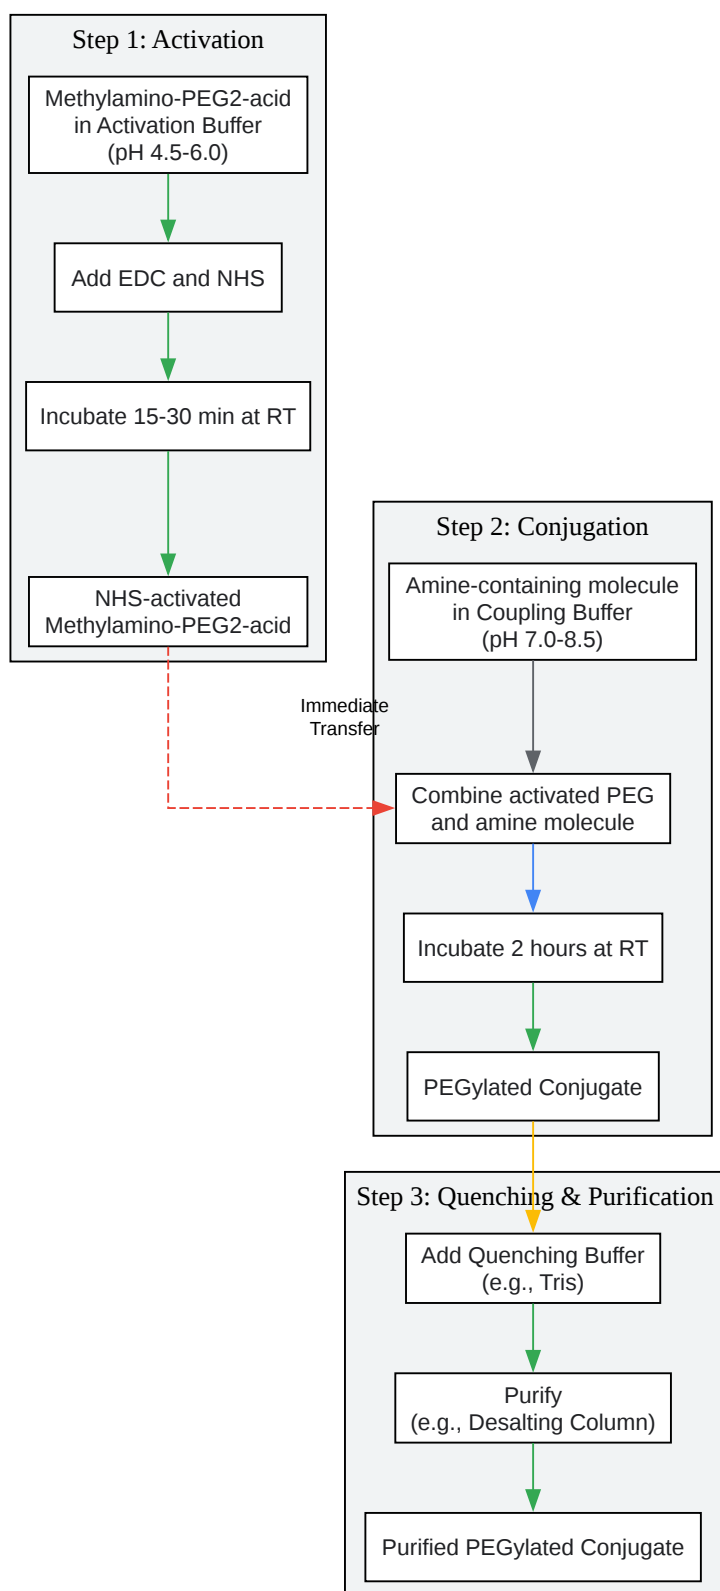 Step 1: Activation
Methylamino-PEG2-acid
in Activation Buffer
(pH 4.5-6.0)
Add EDC and NHS
Incubate 15-30 min at RT
NHS-activated
Methylamino-PEG2-acid
Immediate
Transfer
Step 2: Conjugation
Amine-containing molecule
in Coupling Buffer
(pH 7.0-8.5)
Combine activated PEG
and amine molecule
Incubate 2 hours at RT
PEGylated Conjugate
Step 3: Quenching & Purification
Add Quenching Buffer
(e.g., Tris)
Purify
(e.g., Desalting Column)
Purified PEGylated Conjugate